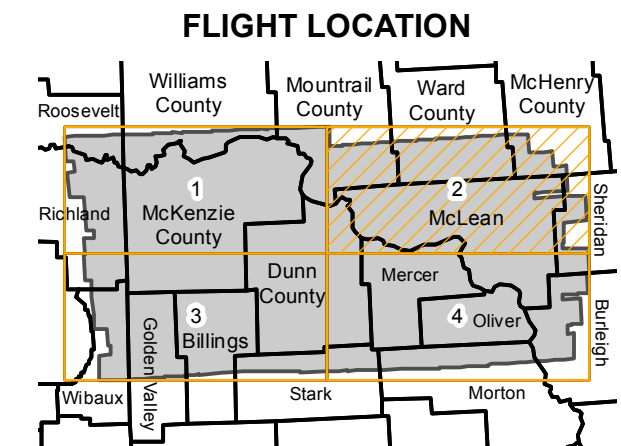 FLIGHT LOCATION
Williams
County
Mountrail
County
Ward
County
McHenry
County
Roosevelt
1
2
Richland
McKenzie
County
McLean
Sheridan
Dunn
County
Mercer
3
4
Oliver
Billings
Golden Valley
Burleigh
Wibaux
Stark
Morton